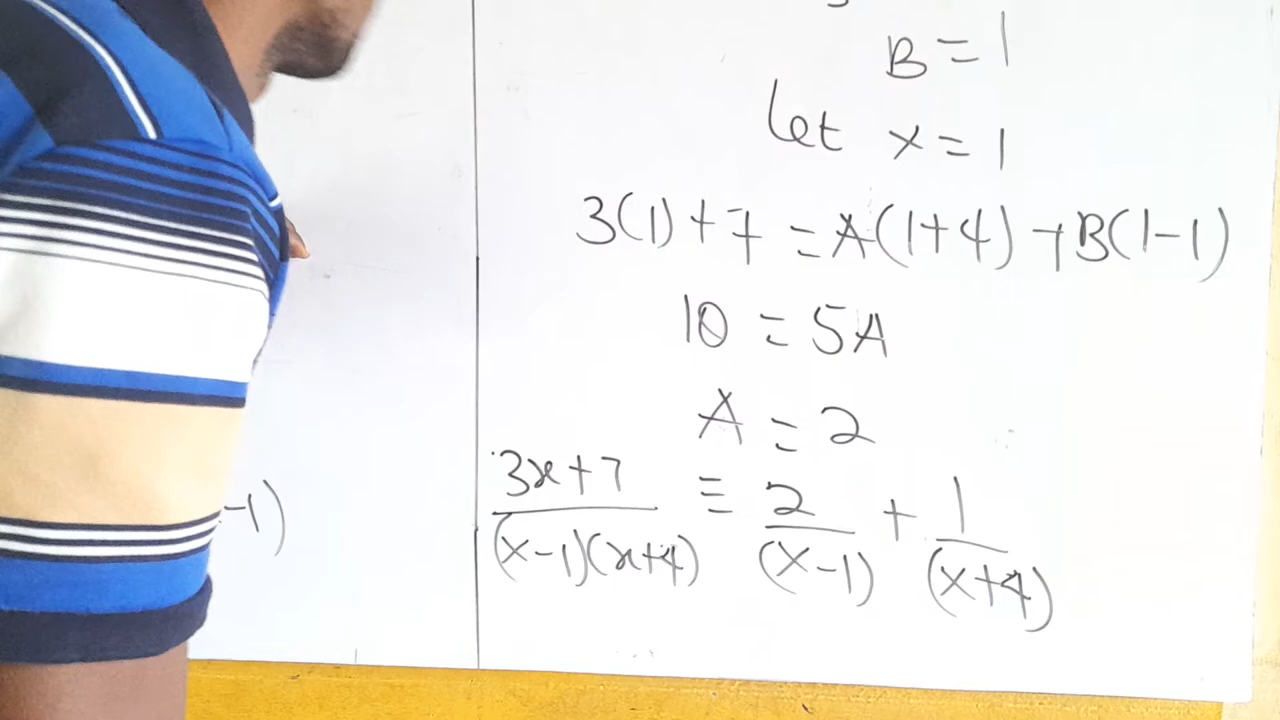 B = 1
Let x = 1
3(1) + 7 = A(1+4) + B(1-1)
10 = 5A
A = 2
3x+7/(x-1)(x+4) ≡ 2/(x-1) + 1/(x+4)
-1)